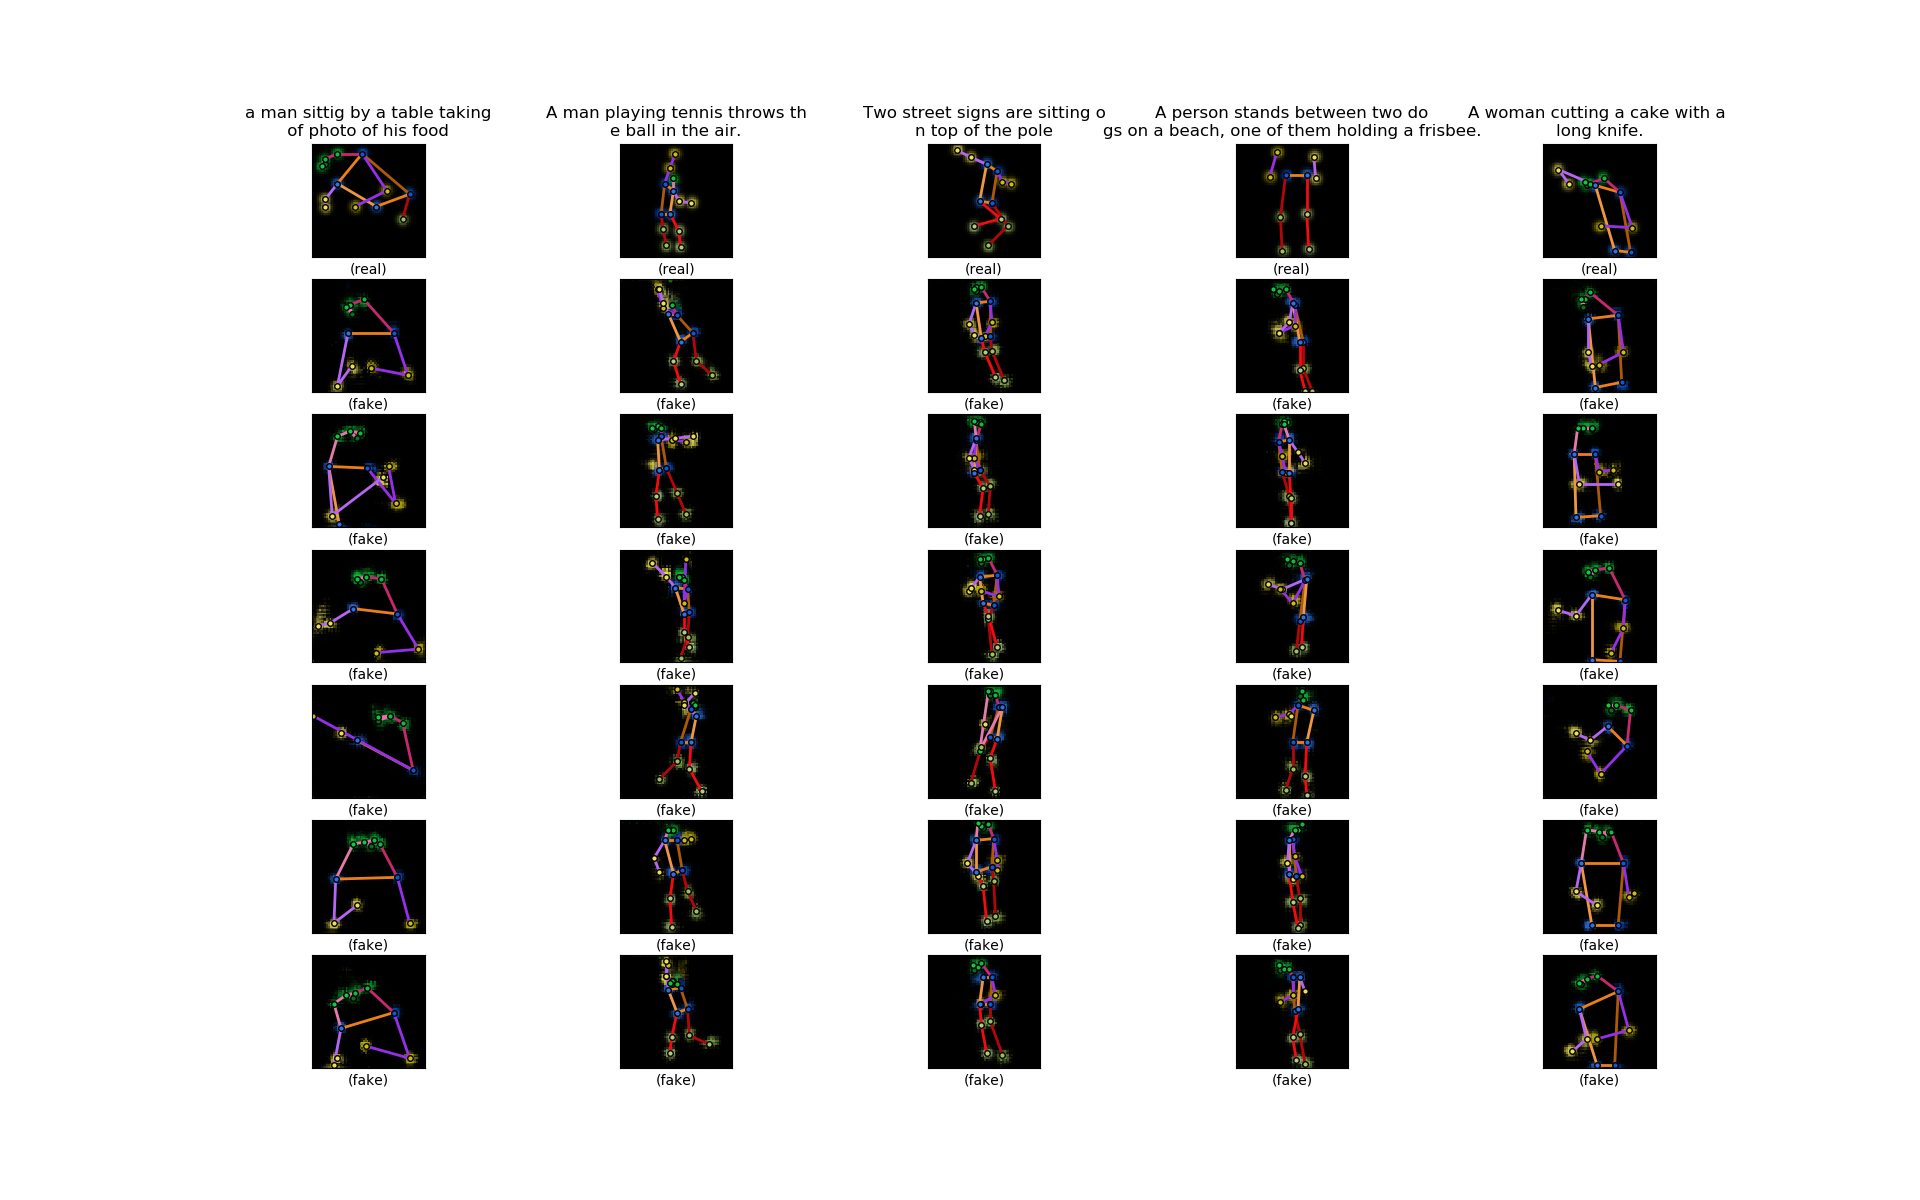 a man sittig by a table taking
of photo of his food
A man playing tennis throws th
e ball in the air.
Two street signs are sitting o
n top of the pole
A person stands between two do
gs on a beach, one of them holding a frisbee.
A woman cutting a cake with a
long knife.
(real) (real) (real) (real) (real)
(fake) (fake) (fake) (fake) (fake)
(fake) (fake) (fake) (fake) (fake)
(fake) (fake) (fake) (fake) (fake)
(fake) (fake) (fake) (fake) (fake)
(fake) (fake) (fake) (fake) (fake)
(fake) (fake) (fake) (fake) (fake)